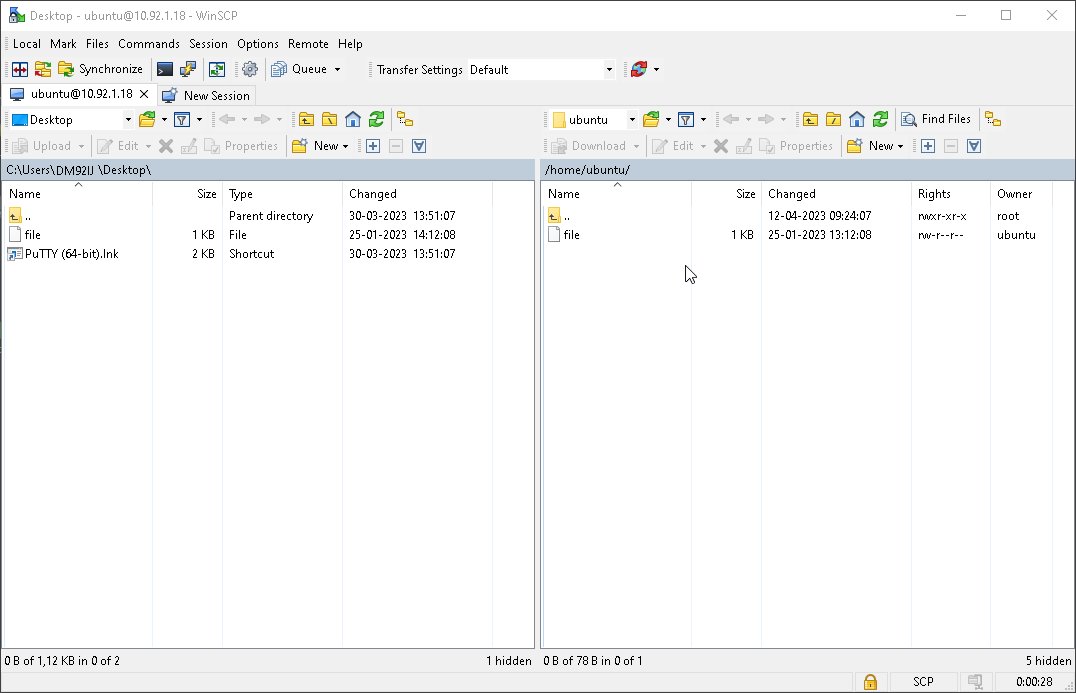 Desktop - ubuntu@10.92.1.18 - WinSCP
Local Mark Files Commands Session Options Remote Help
Synchronize Queue Transfer Settings Default
ubuntu@10.92.1.18 New Session
Desktop
Upload Edit Properties New
C:\Users\DM92IJ \Desktop\
Name Size Type Changed
.. Parent directory 30-03-2023 13:51:07
file 1 KB File 25-01-2023 14:12:08
PuTTY (64-bit).lnk 2 KB Shortcut 30-03-2023 13:51:07
0 B of 1,12 KB in 0 of 2 1 hidden
ubuntu Find Files
Download Edit Properties New
/home/ubuntu/
Name Size Changed Rights Owner
.. 12-04-2023 09:24:07 rwxr-xr-x root
file 1 KB 25-01-2023 13:12:08 rw-r--r-- ubuntu
0 B of 78 B in 0 of 1 5 hidden
SCP 0:00:28